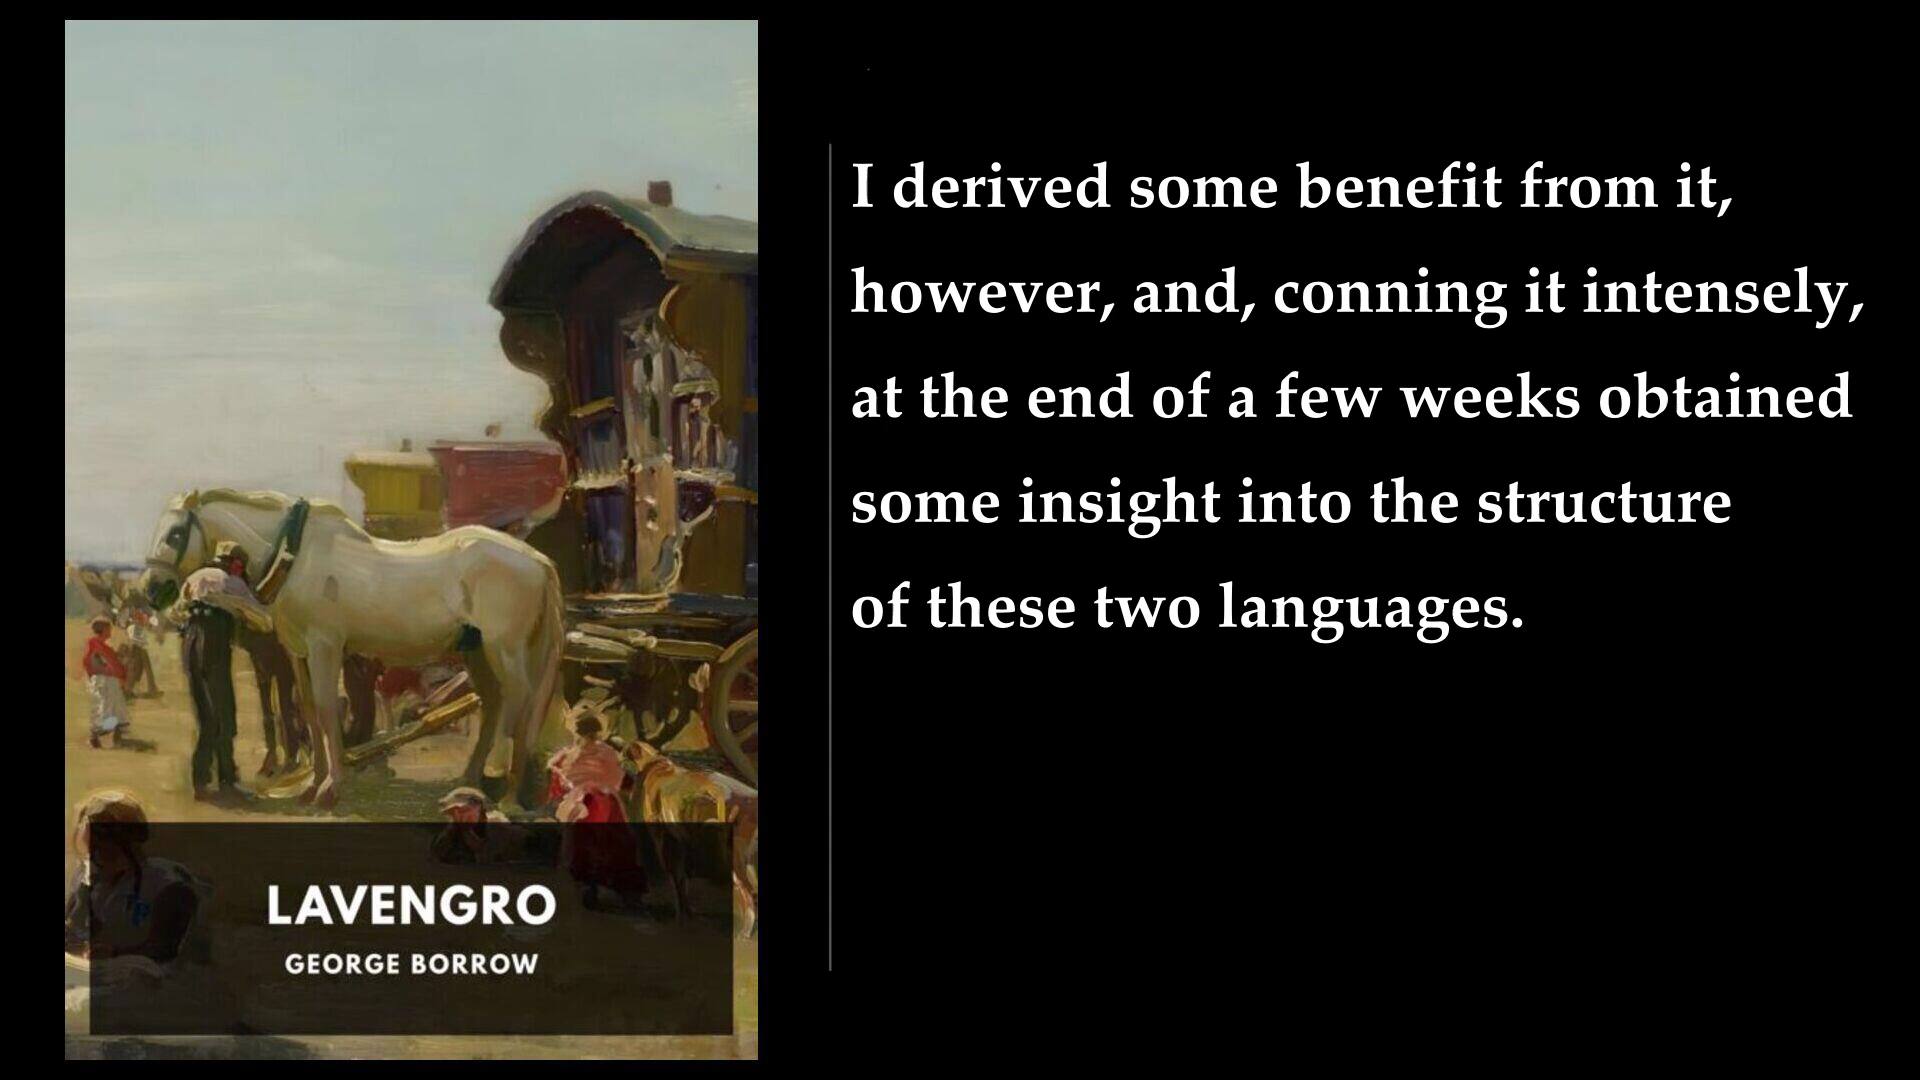 I derived some benefit from it,
however, and, conning it intensely,
at the end of a few weeks obtained
some insight into the structure
of these two languages.
LAVENGRO
GEORGE BORROW